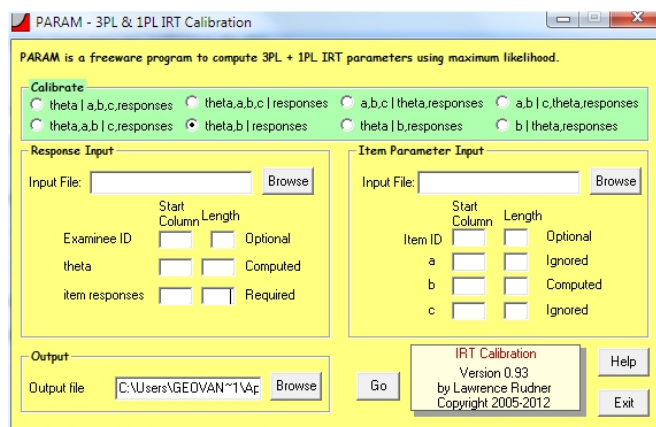 PARAM - 3PL & 1PL IRT Calibration
PARAM is a freeware program to compute 3PL + 1PL IRT parameters using maximum likelihood.
Calibrate
theta | a,b,c,responses theta,a,b,c | responses a,b,c | theta,responses a,b | c,theta,responses
theta,a,b | c,responses theta,b | responses theta | b,responses b | theta,responses
Response Input
Input File: Browse
Start
Column Length
Examinee ID Optional
theta Computed
item responses Required
Item Parameter Input
Input File: Browse
Start
Column Length
Item ID Optional
a Ignored
b Computed
c Ignored
Output
Output file C:\Users\GEOVAN~1\Ap Browse
Go
IRT Calibration
Version 0.93
by Lawrence Rudner
Copyright 2005-2012
Help
Exit